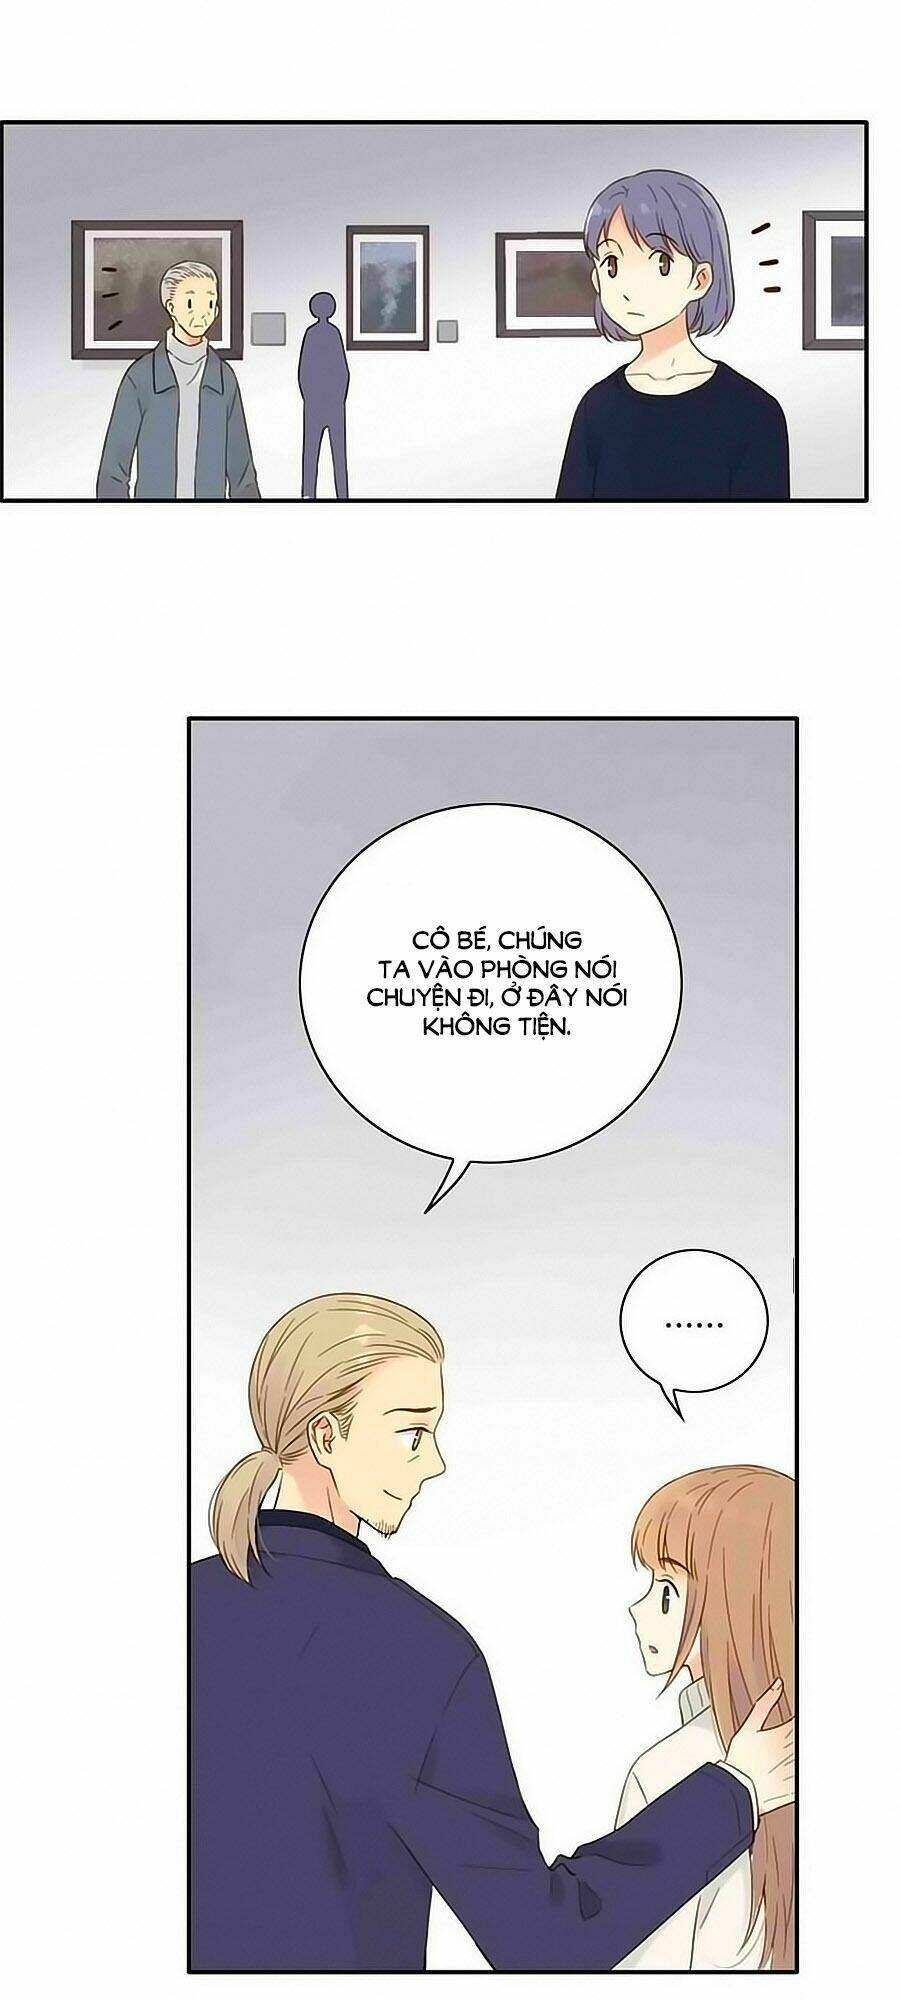 CÔ BÉ, CHÚNG
TA VÀO PHÒNG NÓI
CHUYỆN ĐI, Ở ĐÂY NÓI
KHÔNG TIỆN.
......